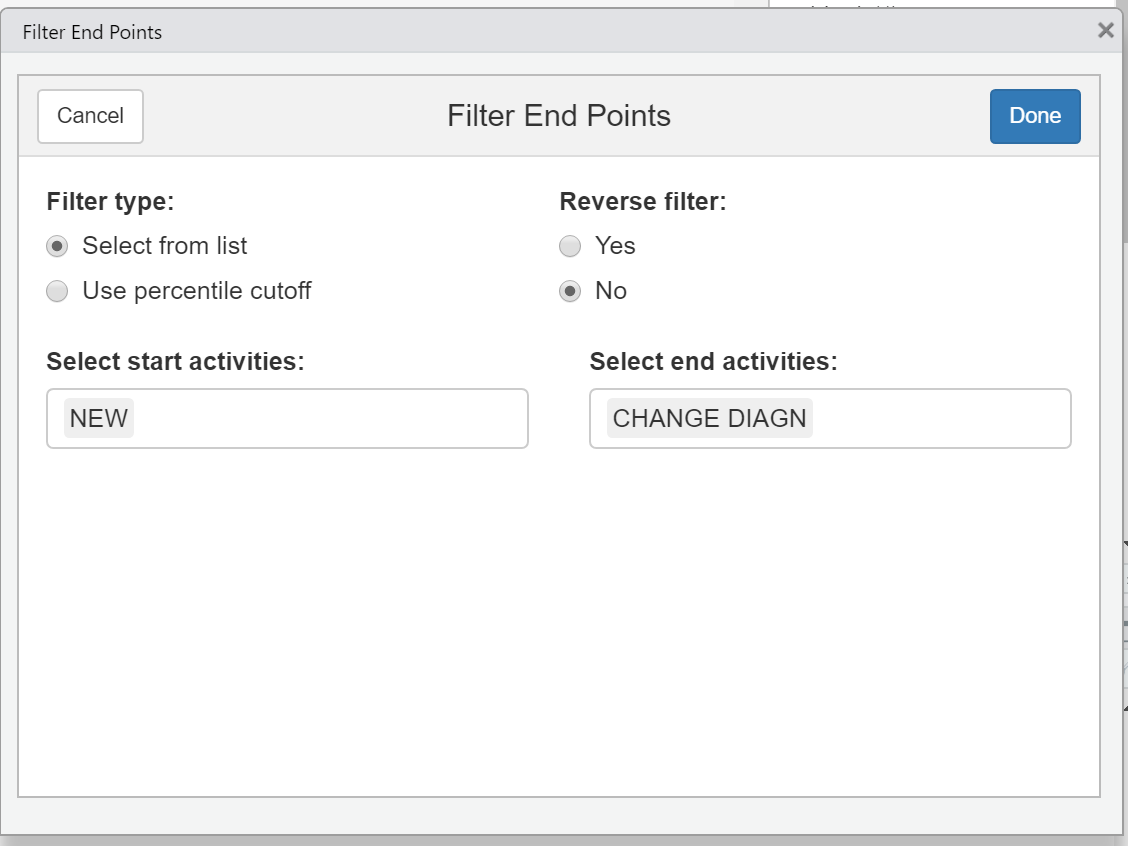 Filter End Points
Cancel
Filter End Points
Done
Filter type:
Reverse filter:
Select from list
Yes
Use percentile cutoff
No
Select start activities:
Select end activities:
NEW
CHANGE DIAGN